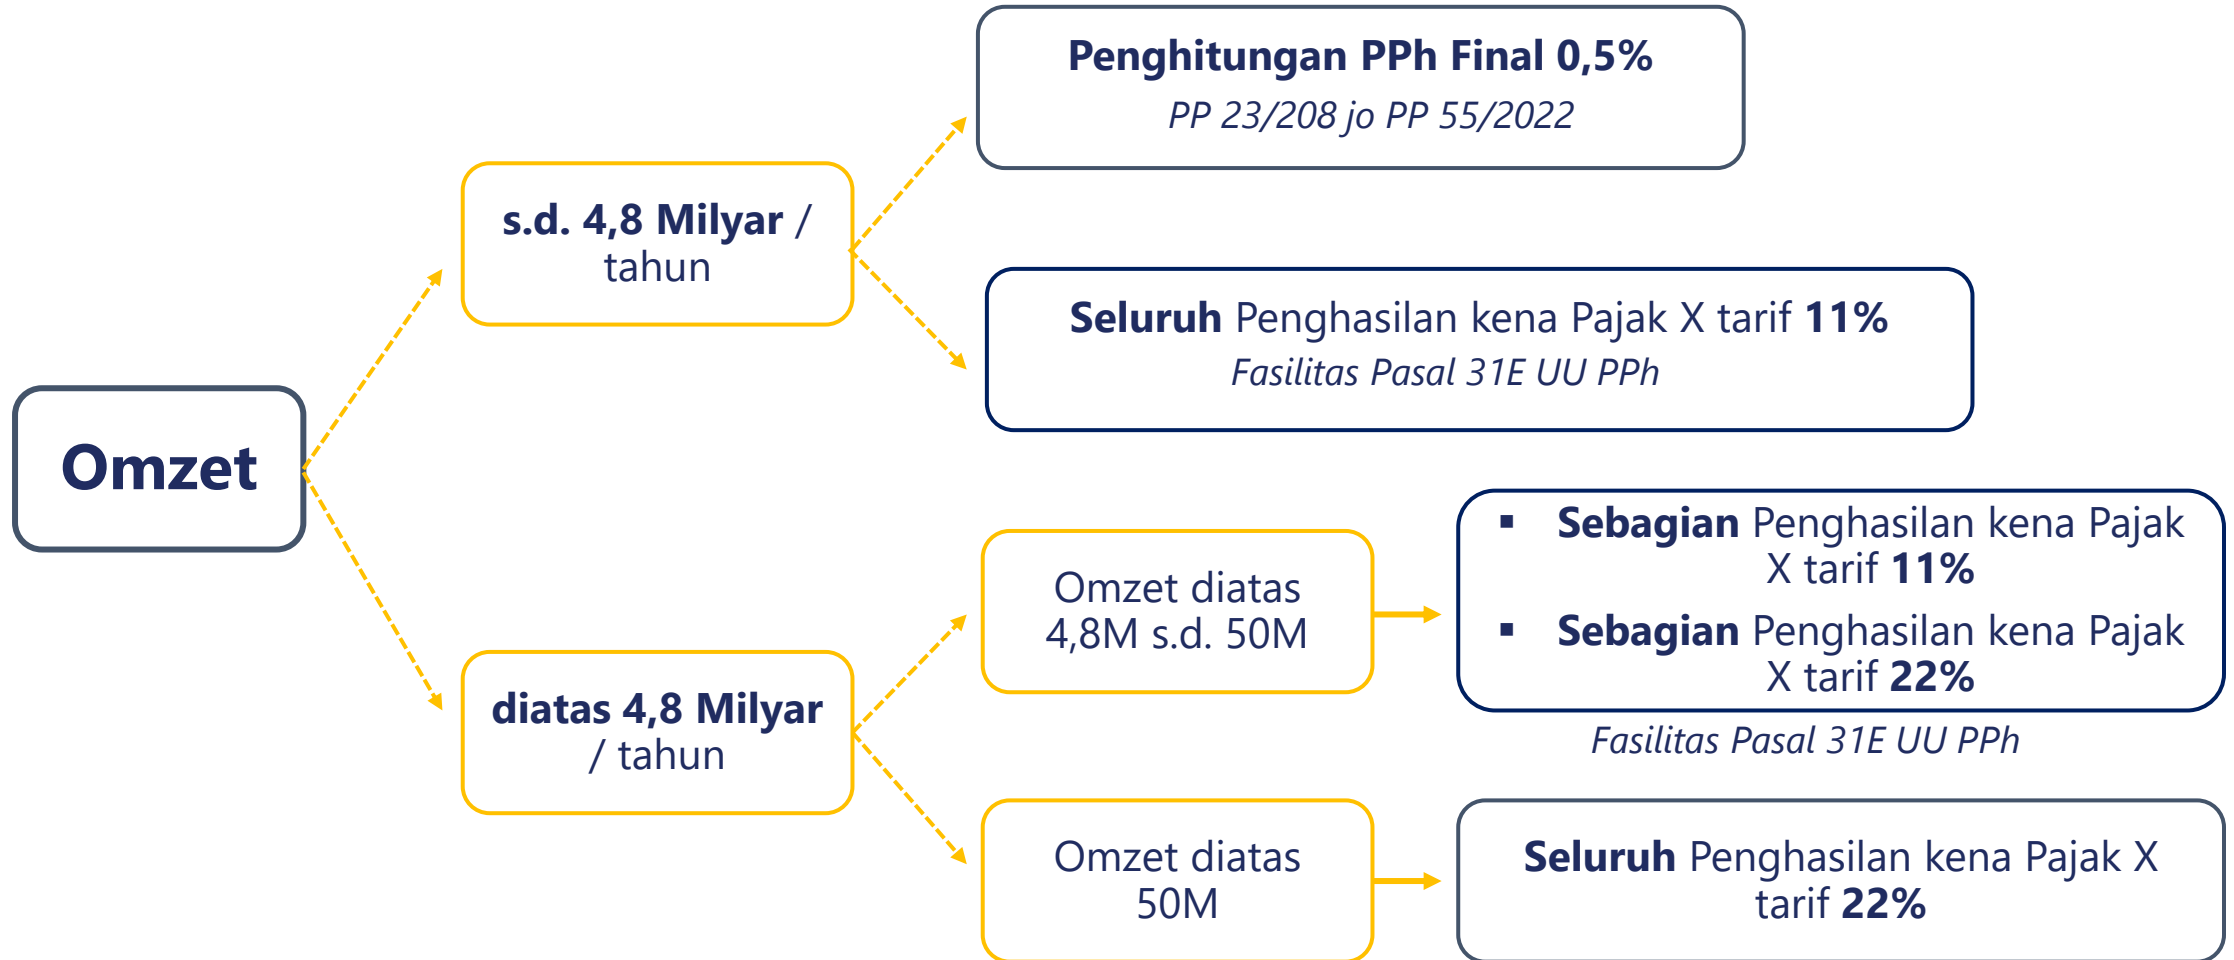 Penghitungan PPh Final 0,5%
PP 23/208 jo PP 55/2022
s.d. 4,8 Milyar /
tahun
Seluruh Penghasilan kena Pajak X tarif 11%
Fasilitas Pasal 31E UU PPh
Omzet
diatas 4,8 Milyar
/ tahun
Omzet diatas
4,8M s.d. 50M
▪ Sebagian Penghasilan kena Pajak
X tarif 11%
▪ Sebagian Penghasilan kena Pajak
X tarif 22%
Fasilitas Pasal 31E UU PPh
Omzet diatas
50M
Seluruh Penghasilan kena Pajak X
tarif 22%